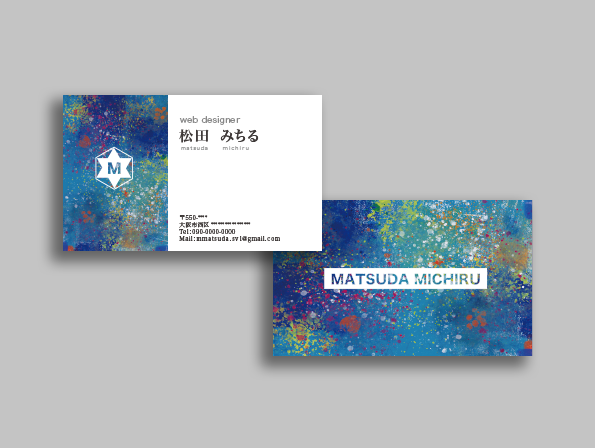 M
web designer
松田 みちる
matsuda michiru
〒550-****
大阪市西区 **************
Tel:090-0000-0000
Mail:mmatsuda.svi@gmail.com
MATSUDA MICHIRU